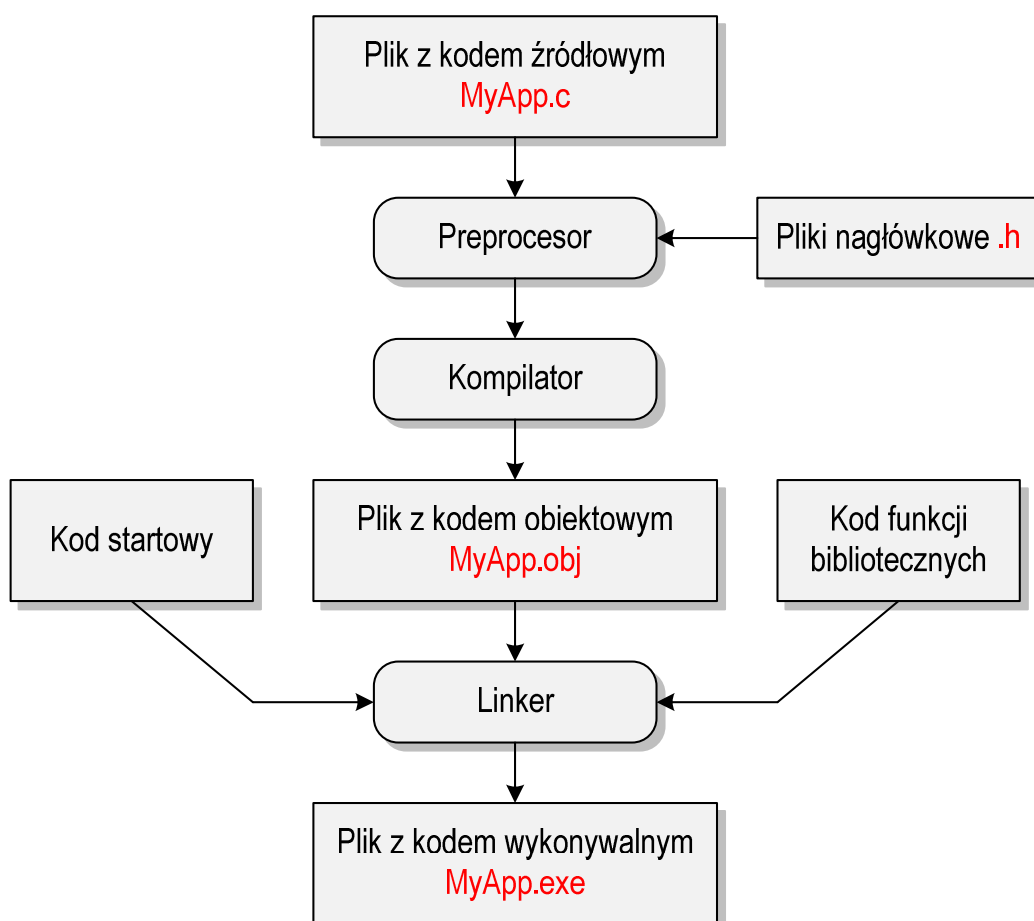 Plik z kodem źródłowym
MyApp.c
Preprocesor
Pliki nagłówkowe .h
Kompilator
Kod startowy
Plik z kodem obiektowym
MyApp.obj
Kod funkcji
bibliotecznych
Linker
Plik z kodem wykonywalnym
MyApp.exe